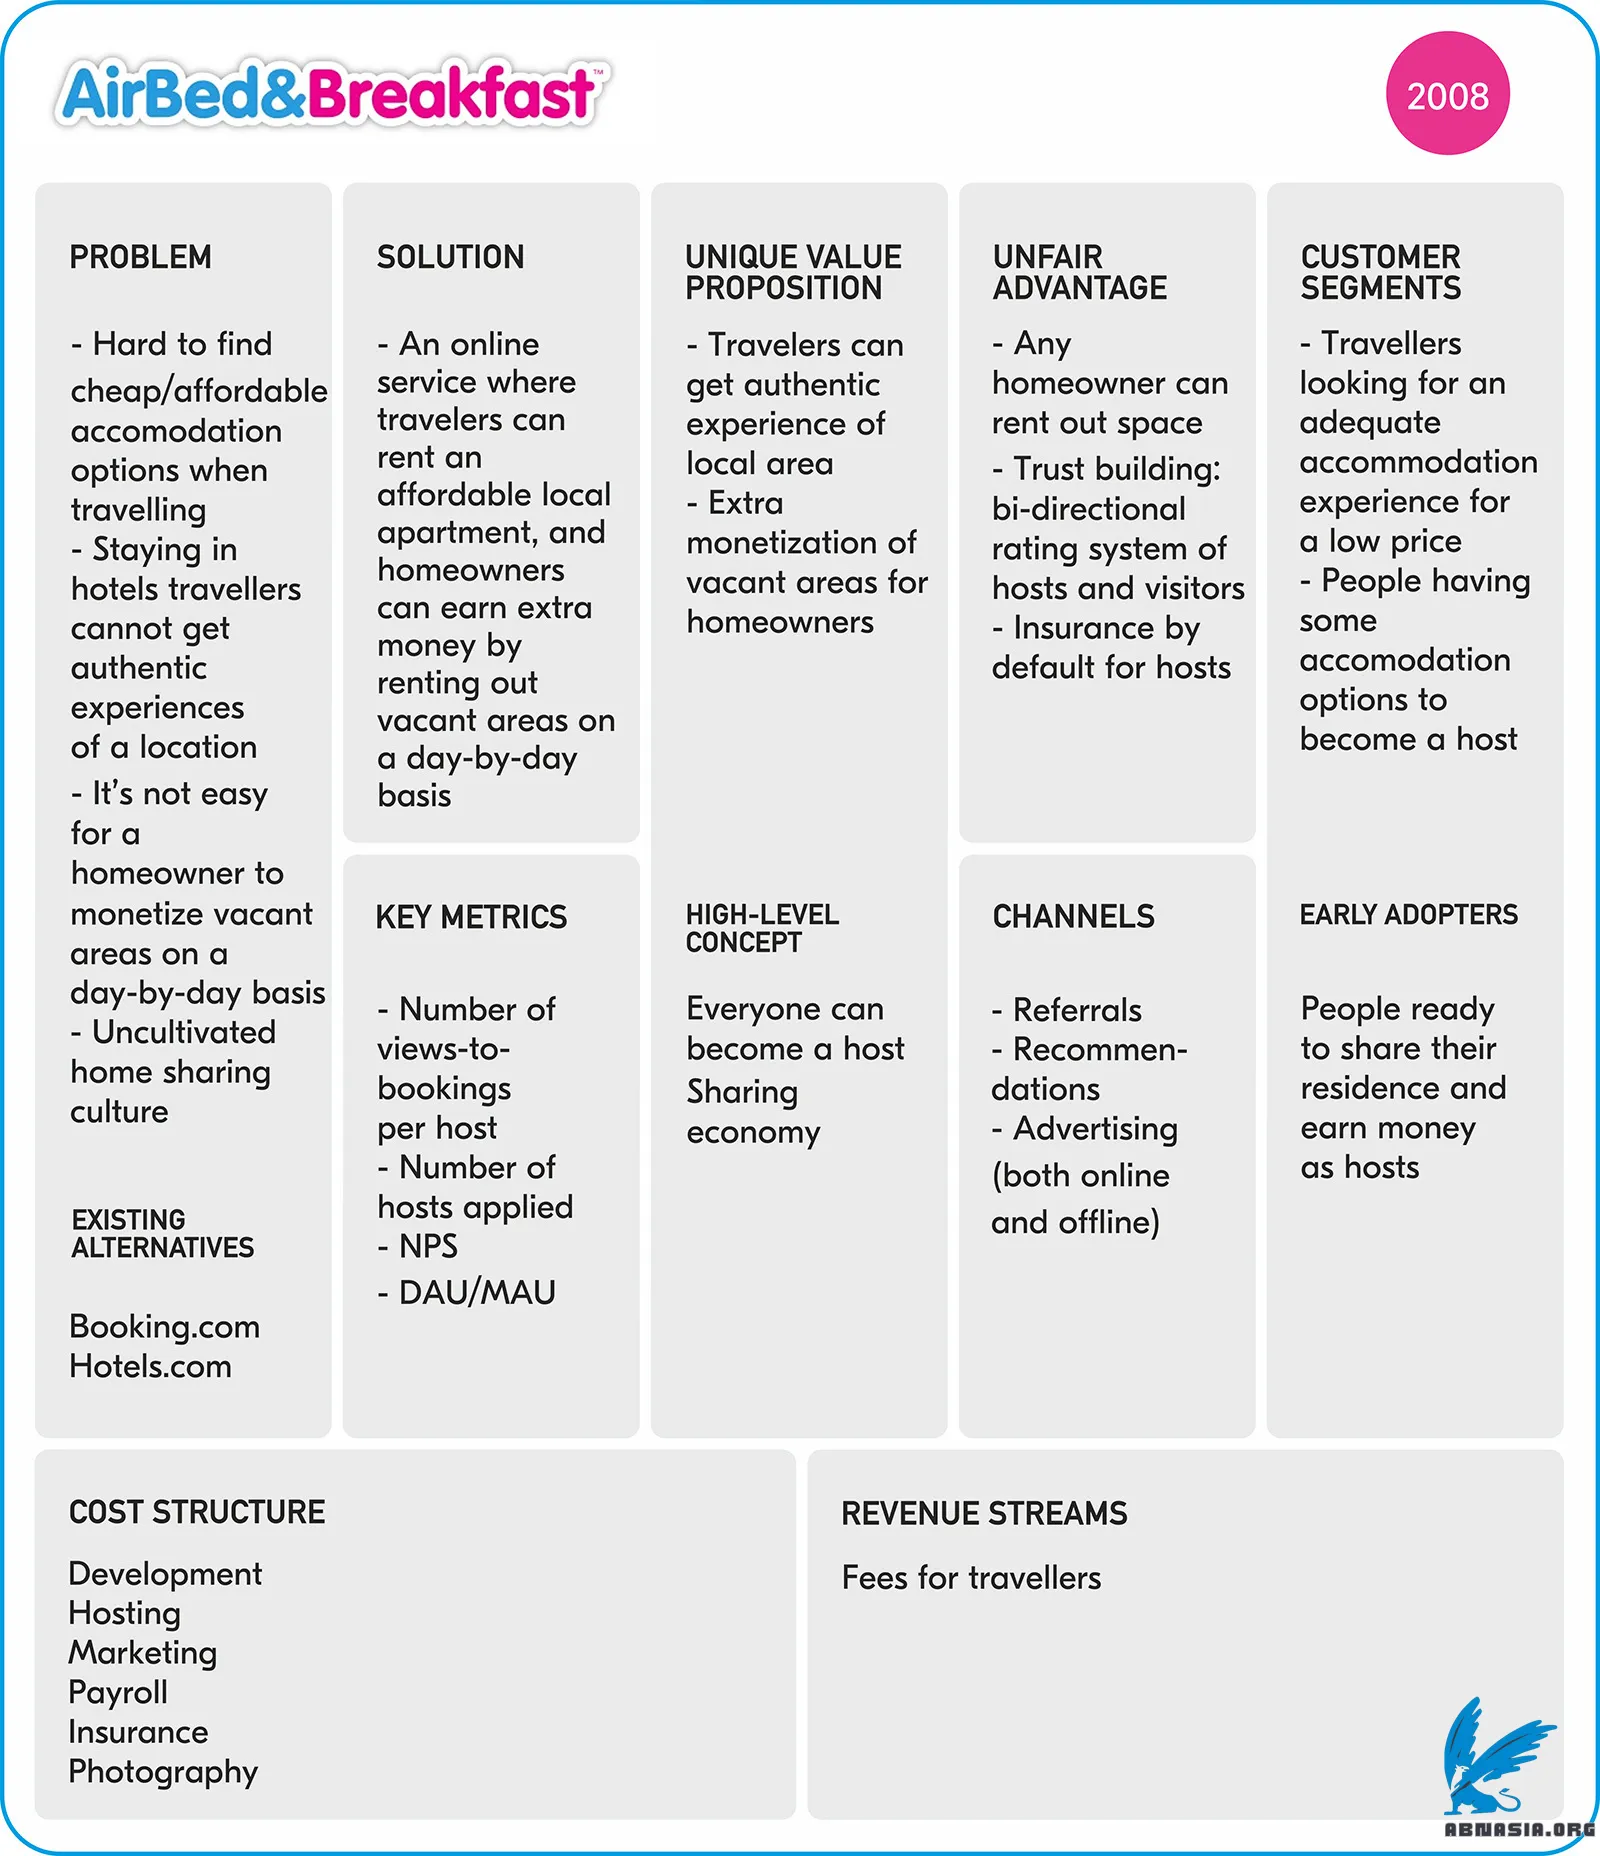 AirBed&Breakfast™
2008
PROBLEM
- Hard to find
cheap/affordable
accomodation
options when
travelling
- Staying in
hotels travellers
cannot get
authentic
experiences
of a location
- It's not easy
for a
homeowner to
monetize vacant
areas on a
day-by-day basis
- Uncultivated
home sharing
culture
EXISTING
ALTERNATIVES
Booking.com
Hotels.com
SOLUTION
- An online
service where
travelers can
rent an
affordable local
apartment, and
homeowners
can earn extra
money by
renting out
vacant areas on
a day-by-day
basis
KEY METRICS
- Number of
views-to-
bookings
per host
- Number of
hosts applied
- NPS
- DAU/MAU
UNIQUE VALUE
PROPOSITION
- Travelers can
get authentic
experience of
local area
- Extra
monetization of
vacant areas for
homeowners
HIGH-LEVEL
CONCEPT
Everyone can
become a host
Sharing
economy
UNFAIR
ADVANTAGE
- Any
homeowner can
rent out space
- Trust building:
bi-directional
rating system of
hosts and visitors
- Insurance by
default for hosts
CHANNELS
- Referrals
- Recommen-
dations
- Advertising
(both online
and offline)
CUSTOMER
SEGMENTS
- Travellers
looking for an
adequate
accommodation
experience for
a low price
- People having
some
accomodation
options to
become a host
EARLY ADOPTERS
People ready
to share their
residence and
earn money
as hosts
COST STRUCTURE
Development
Hosting
Marketing
Payroll
Insurance
Photography
REVENUE STREAMS
Fees for travellers
ABNASIA.ORG